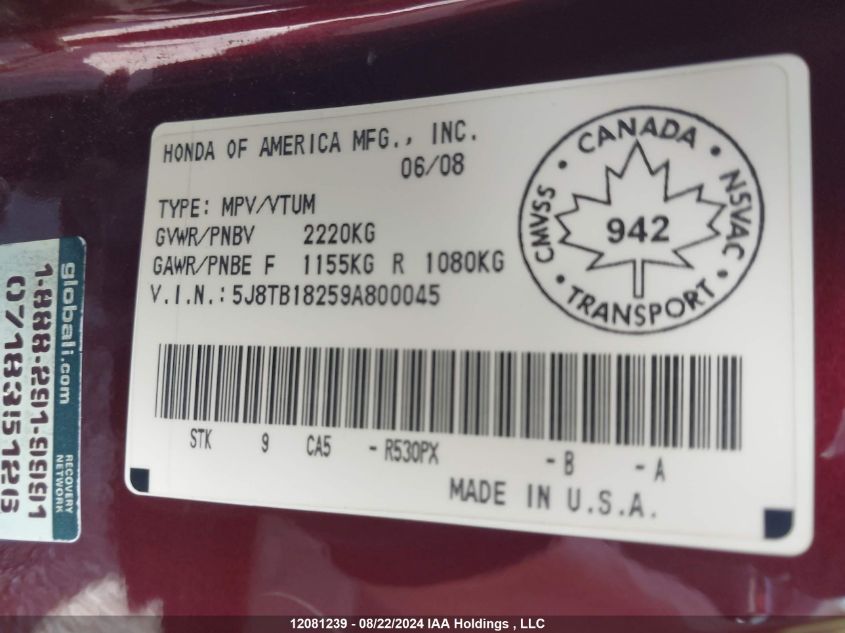 HONDA OF AMERICA MFG., INC.
06/08
TYPE: MPV/VTUM
GVWR/PNBV 2220KG
GAWR/PNBE F 1155KG R 1080KG
V.I.N.: 5J8TB18259A800045
CANADA
CMVSS
942
NSVAC
TRANSPORT
STK 9 CA5 - R530PX - B - A
MADE IN U.S.A.
globali.com
1-888-291-9991
07183512G
RECOVERY
NETWORK
12081239 - 08/22/2024 IAA Holdings , LLC